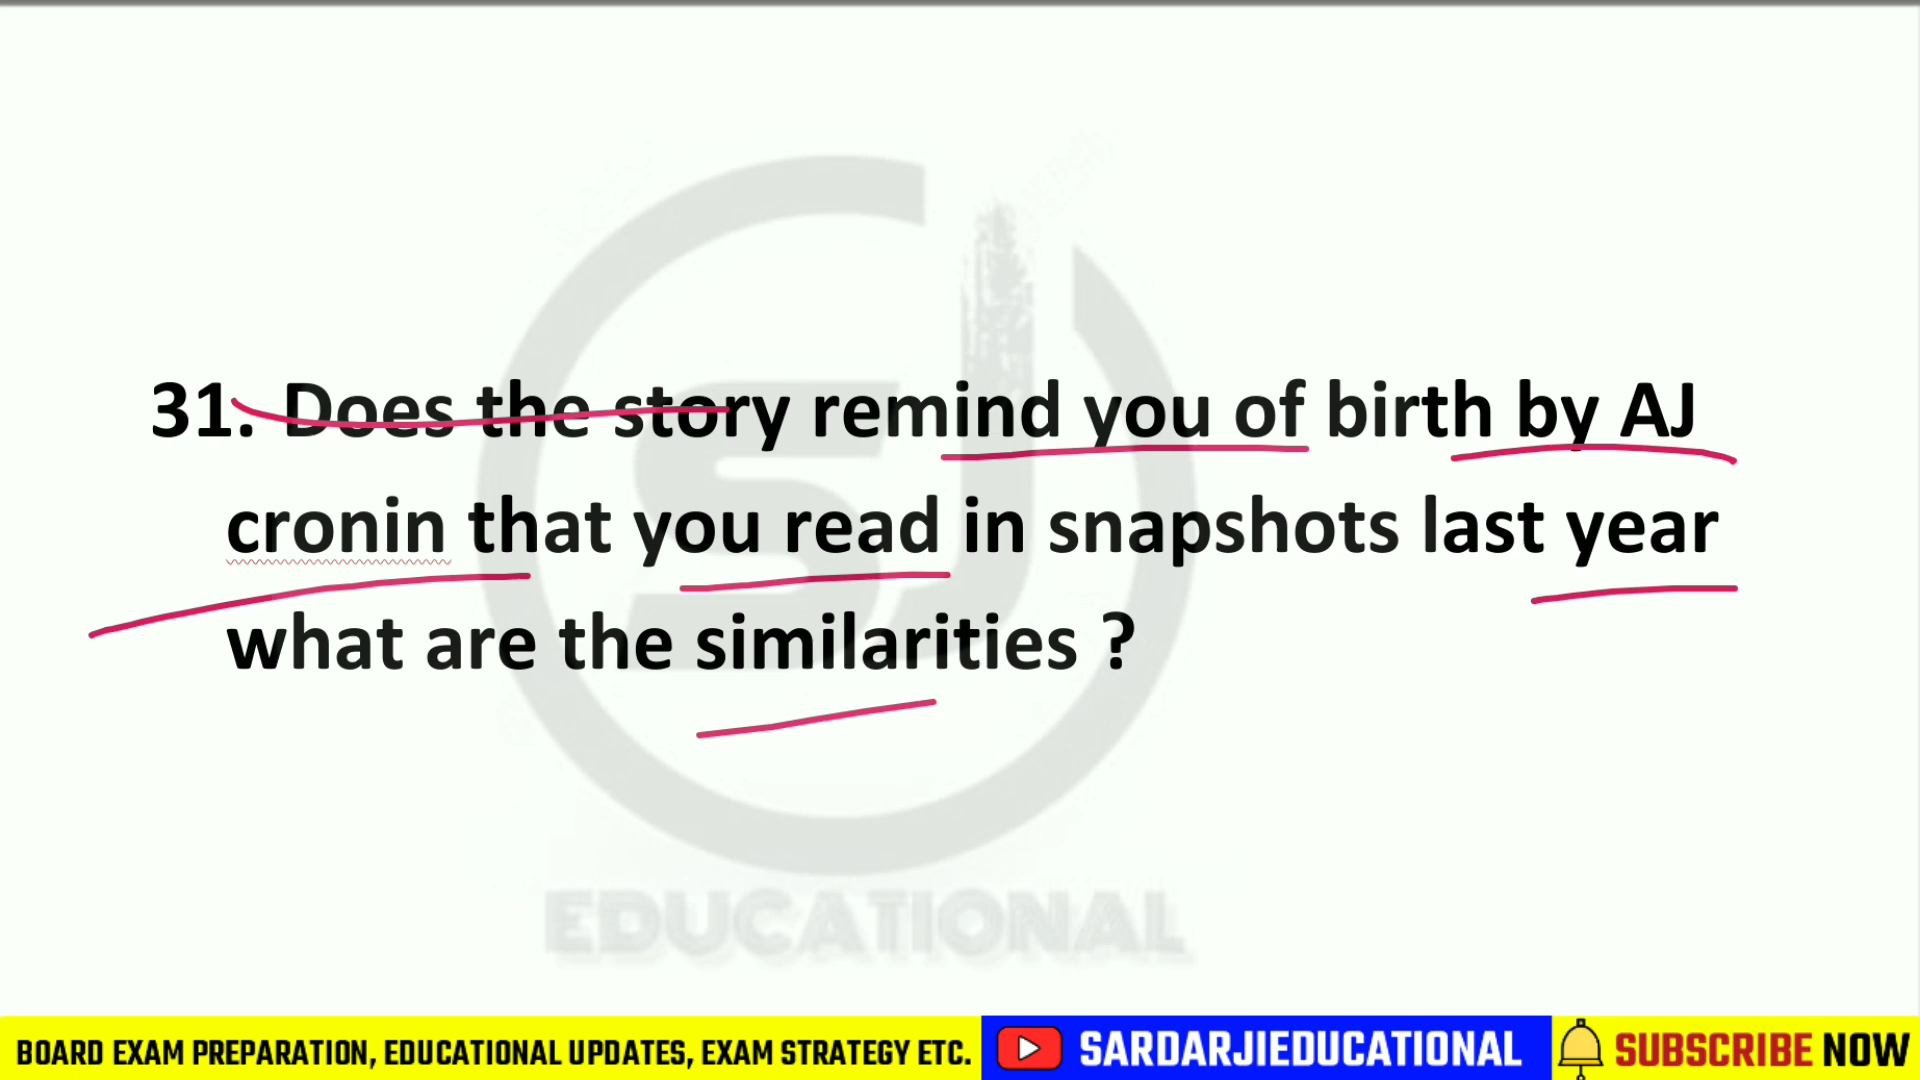 31. Does the story remind you of birth by AJ
cronin that you read in snapshots last year
what are the similarities ?
SJ
EDUCATIONAL
BOARD EXAM PREPARATION, EDUCATIONAL UPDATES, EXAM STRATEGY ETC. SARDARJIEDUCATIONAL SUBSCRIBE NOW